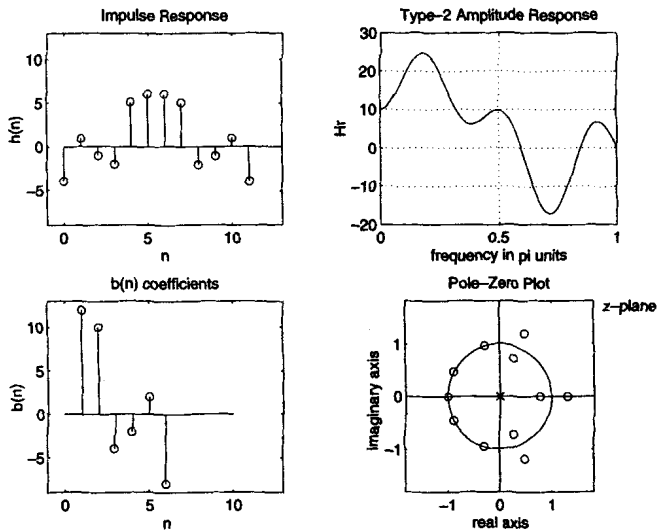 Impulse Response
10
5
0
-5
h(n)
0
5
10
n
Type-2 Amplitude Response
30
20
10
0
-10
-20
Hr
0
0.5
1
frequency in pi units
b(n) coefficients
10
5
0
-5
b(n)
0
5
10
n
Pole-Zero Plot
z-plane
1
0
-1
imaginary axis
-1
0
1
real axis